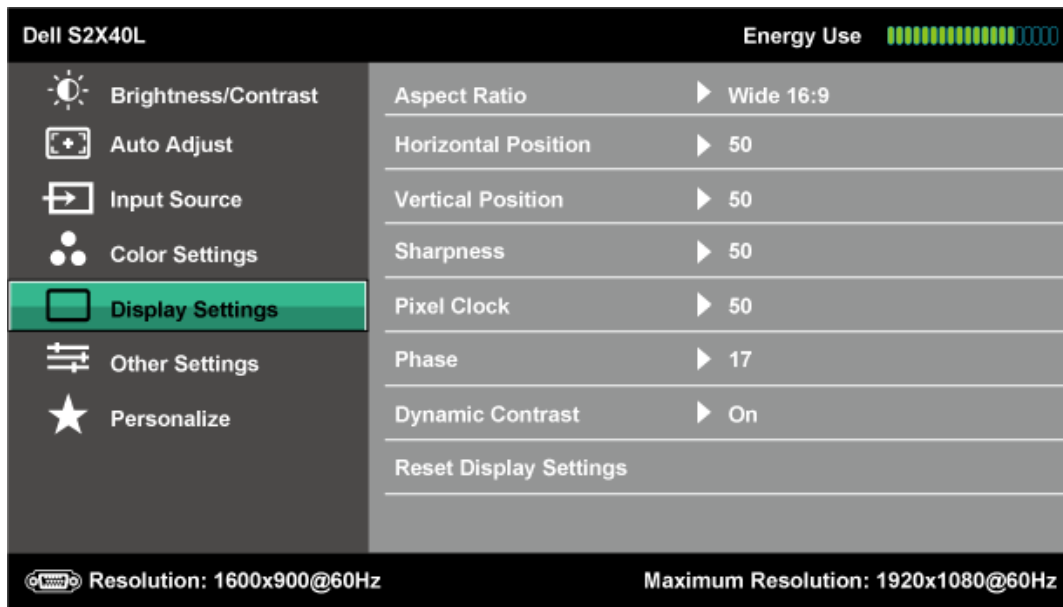 Dell S2X40L Energy Use
Brightness/Contrast
Auto Adjust
Input Source
Color Settings
Display Settings
Other Settings
Personalize
Aspect Ratio Wide 16:9
Horizontal Position 50
Vertical Position 50
Sharpness 50
Pixel Clock 50
Phase 17
Dynamic Contrast On
Reset Display Settings
Resolution: 1600x900@60Hz Maximum Resolution: 1920x1080@60Hz